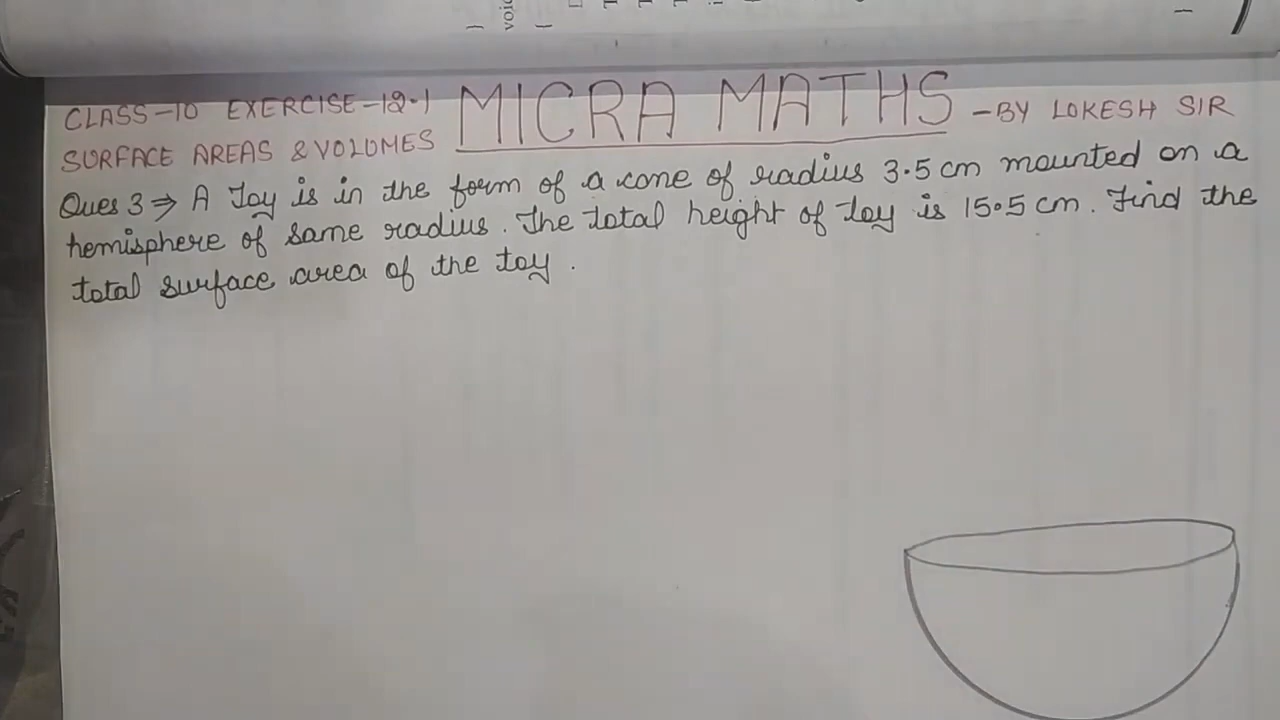 CLASS-10 EXERCISE-12.1 MICRA MATHS -BY LOKESH SIR
SURFACE AREAS & VOLUMES
Ques 3⇒ A Toy is in the form of a cone of radius 3.5 cm mounted on a
hemisphere of same radius. The total height of toy is 15.5 cm. Find the
total surface area of the toy.